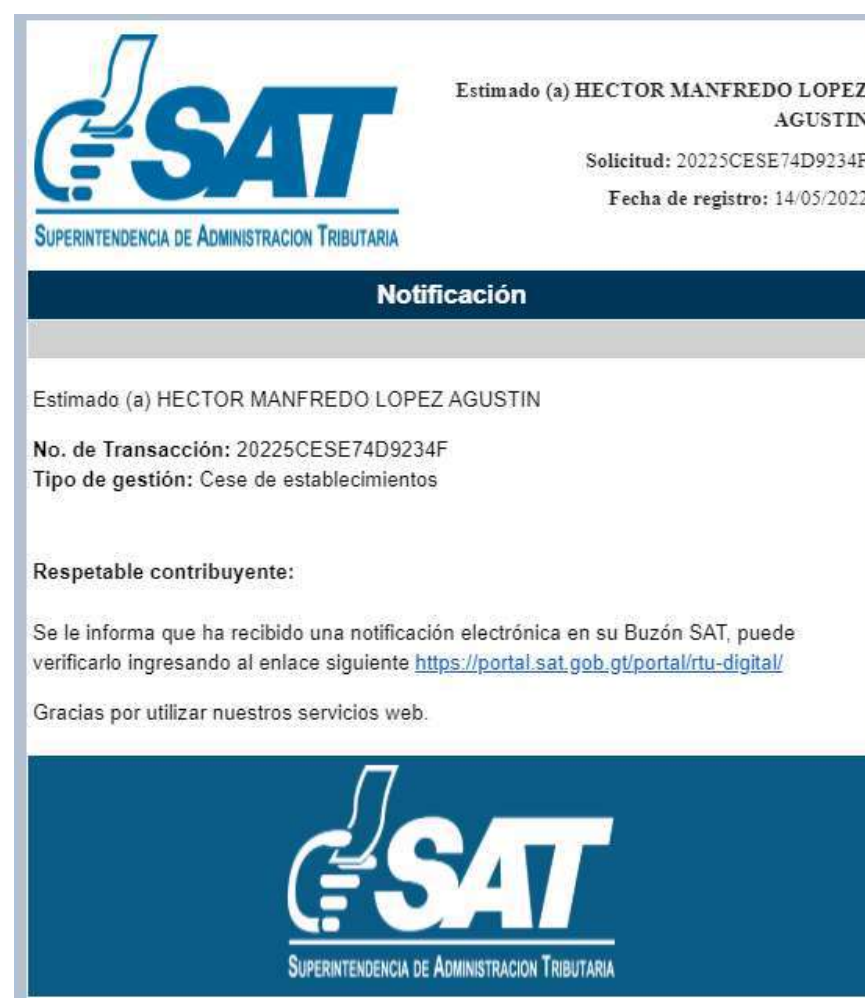 SAT
SUPERINTENDENCIA DE ADMINISTRACION TRIBUTARIA
Estimado (a) HECTOR MANFREDO LOPEZ
AGUSTIN
Solicitud: 20225CESE74D9234F
Fecha de registro: 14/05/2022
Notificación
Estimado (a) HECTOR MANFREDO LOPEZ AGUSTIN
No. de Transacción: 20225CESE74D9234F
Tipo de gestión: Cese de establecimientos
Respetable contribuyente:
Se le informa que ha recibido una notificación electrónica en su Buzón SAT, puede
verificarlo ingresando al enlace siguiente https://portal.sat.gob.gt/portal/rtu-digital/
Gracias por utilizar nuestros servicios web.
SAT
SUPERINTENDENCIA DE ADMINISTRACION TRIBUTARIA